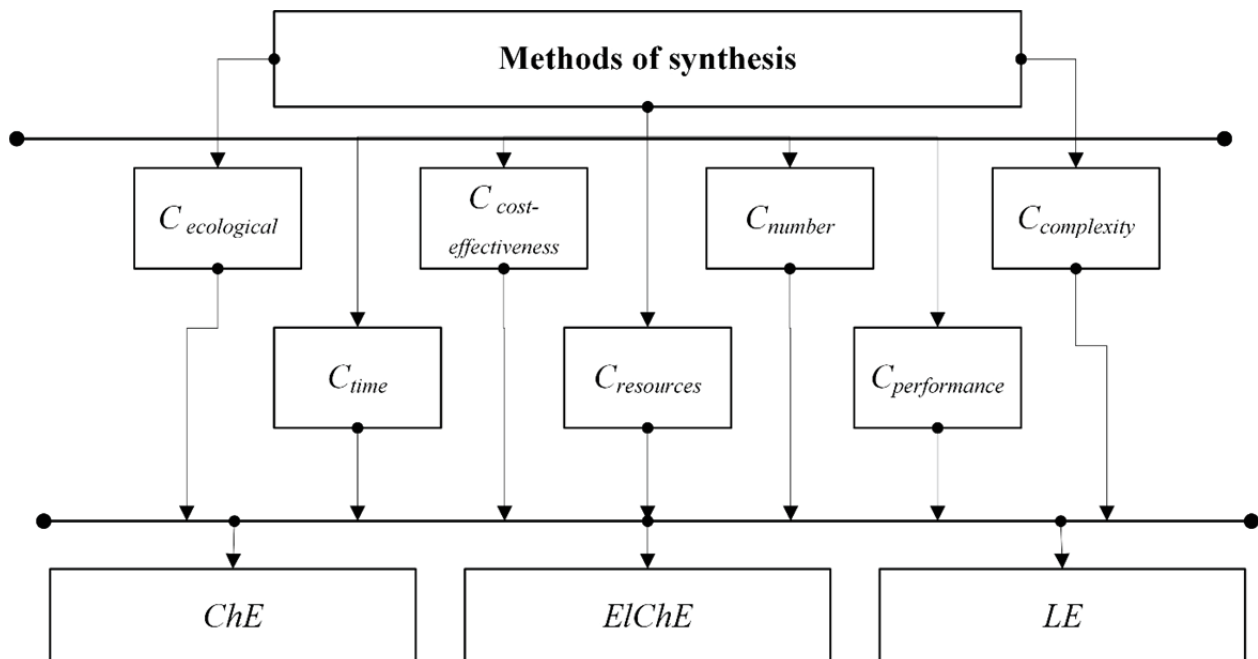 Methods of synthesis
C ecological
C cost-
effectiveness
C number
C complexity
C time
C resources
C performance
ChE
ElChE
LE